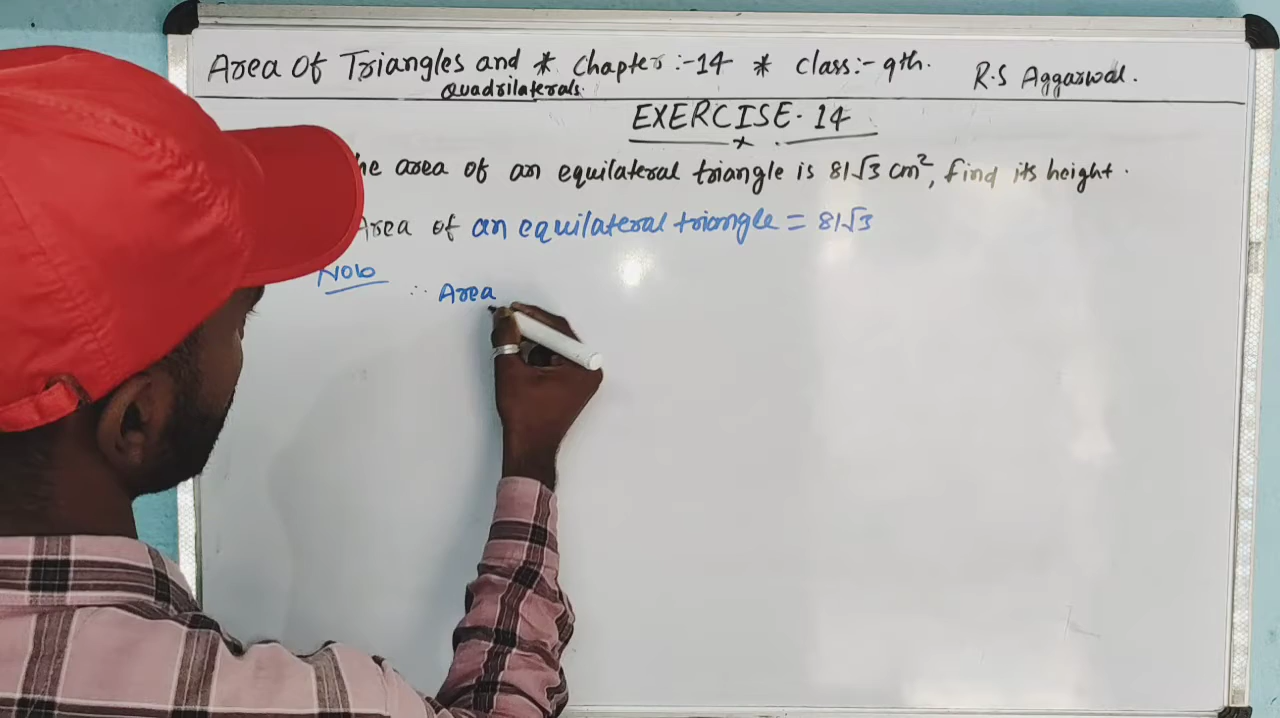 Area Of Triangles and * Chapter :- 14 * Class:- 9th. R.S Aggarwal.
Quadrilaterals.
EXERCISE. 14
he area of an equilateral triangle is 81√3 cm², find its height.
Area of an equilateral triangle = 81√3
Now
∴ Area